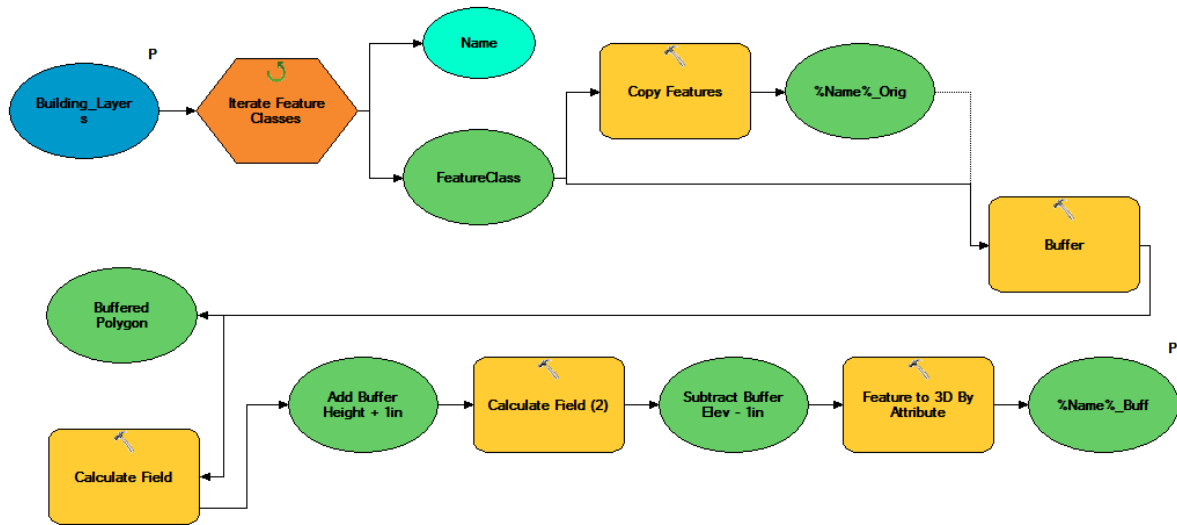 P
Building_Layer
s
Iterate Feature
Classes
Name
FeatureClass
Copy Features
%Name%_Orig
Buffer
Buffered
Polygon
Calculate Field
Add Buffer
Height + 1in
Calculate Field (2)
Subtract Buffer
Elev - 1in
Feature to 3D By
Attribute
P
%Name%_Buff